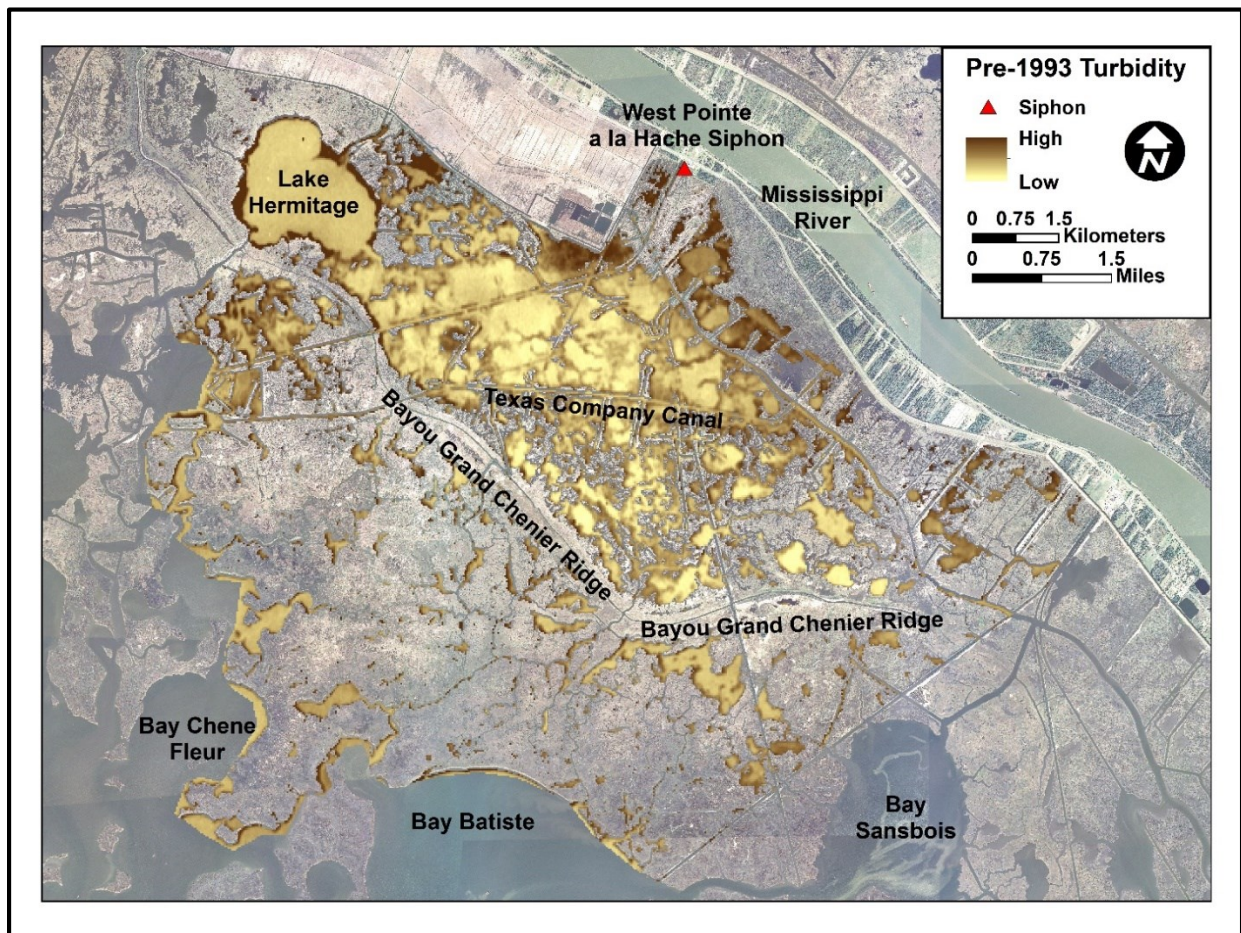 Pre-1993 Turbidity
Siphon
High
Low
N
0 0.75 1.5
Kilometers
0 0.75 1.5
Miles
West Pointe
a la Hache Siphon
Mississippi
River
Lake
Hermitage
Texas Company Canal
Bayou Grand Chenier Ridge
Bayou Grand Chenier Ridge
Bay Chene
Fleur
Bay Batiste
Bay
Sansbois